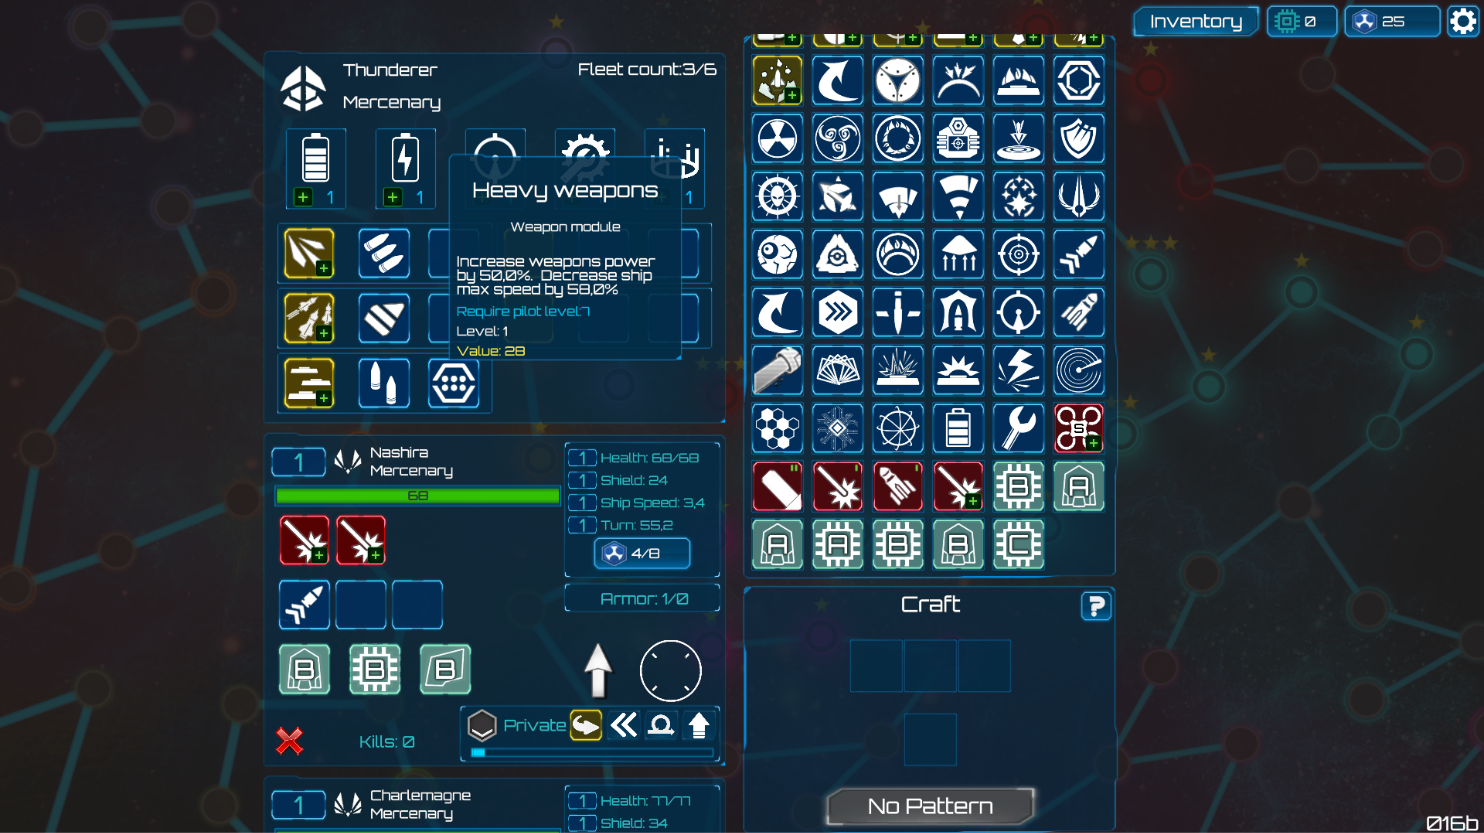 Inventory
0
25
Thunderer
Mercenary
Fleet count:3/6
1
1
1
Heavy weapons
Weapon module
Increase weapons power
by 50,0%. Decrease ship
max speed by 58,0%
Require pilot level:7
Level: 1
Value: 28
1
Nashira
Mercenary
68
1 Health: 68/68
1 Shield: 24
1 Ship Speed: 3,4
1 Turn: 55,2
4/8
Armor: 1/0
B
B
B
Kills: 0
Private
1
Charlemagne
Mercenary
1 Health: 77/77
1 Shield: 34
S
B
A
A
A
B
B
C
Craft
?
No Pattern
016b